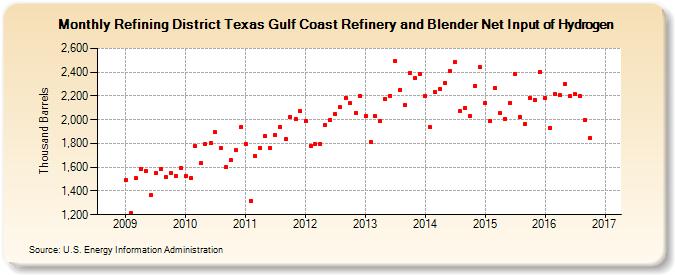 Monthly Refining District Texas Gulf Coast Refinery and Blender Net Input of Hydrogen
Thousand Barrels
2,600
2,400
2,200
2,000
1,800
1,600
1,400
1,200
2009 2010 2011 2012 2013 2014 2015 2016 2017
Source: U.S. Energy Information Administration